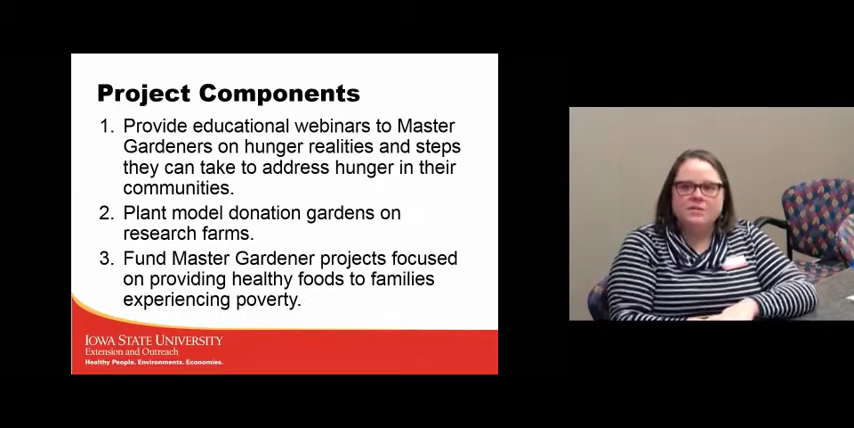 Project Components
1. Provide educational webinars to Master
Gardeners on hunger realities and steps
they can take to address hunger in their
communities.
2. Plant model donation gardens on
research farms.
3. Fund Master Gardener projects focused
on providing healthy foods to families
experiencing poverty.
IOWA STATE UNIVERSITY
Extension and Outreach
Healthy People. Environments. Economies.